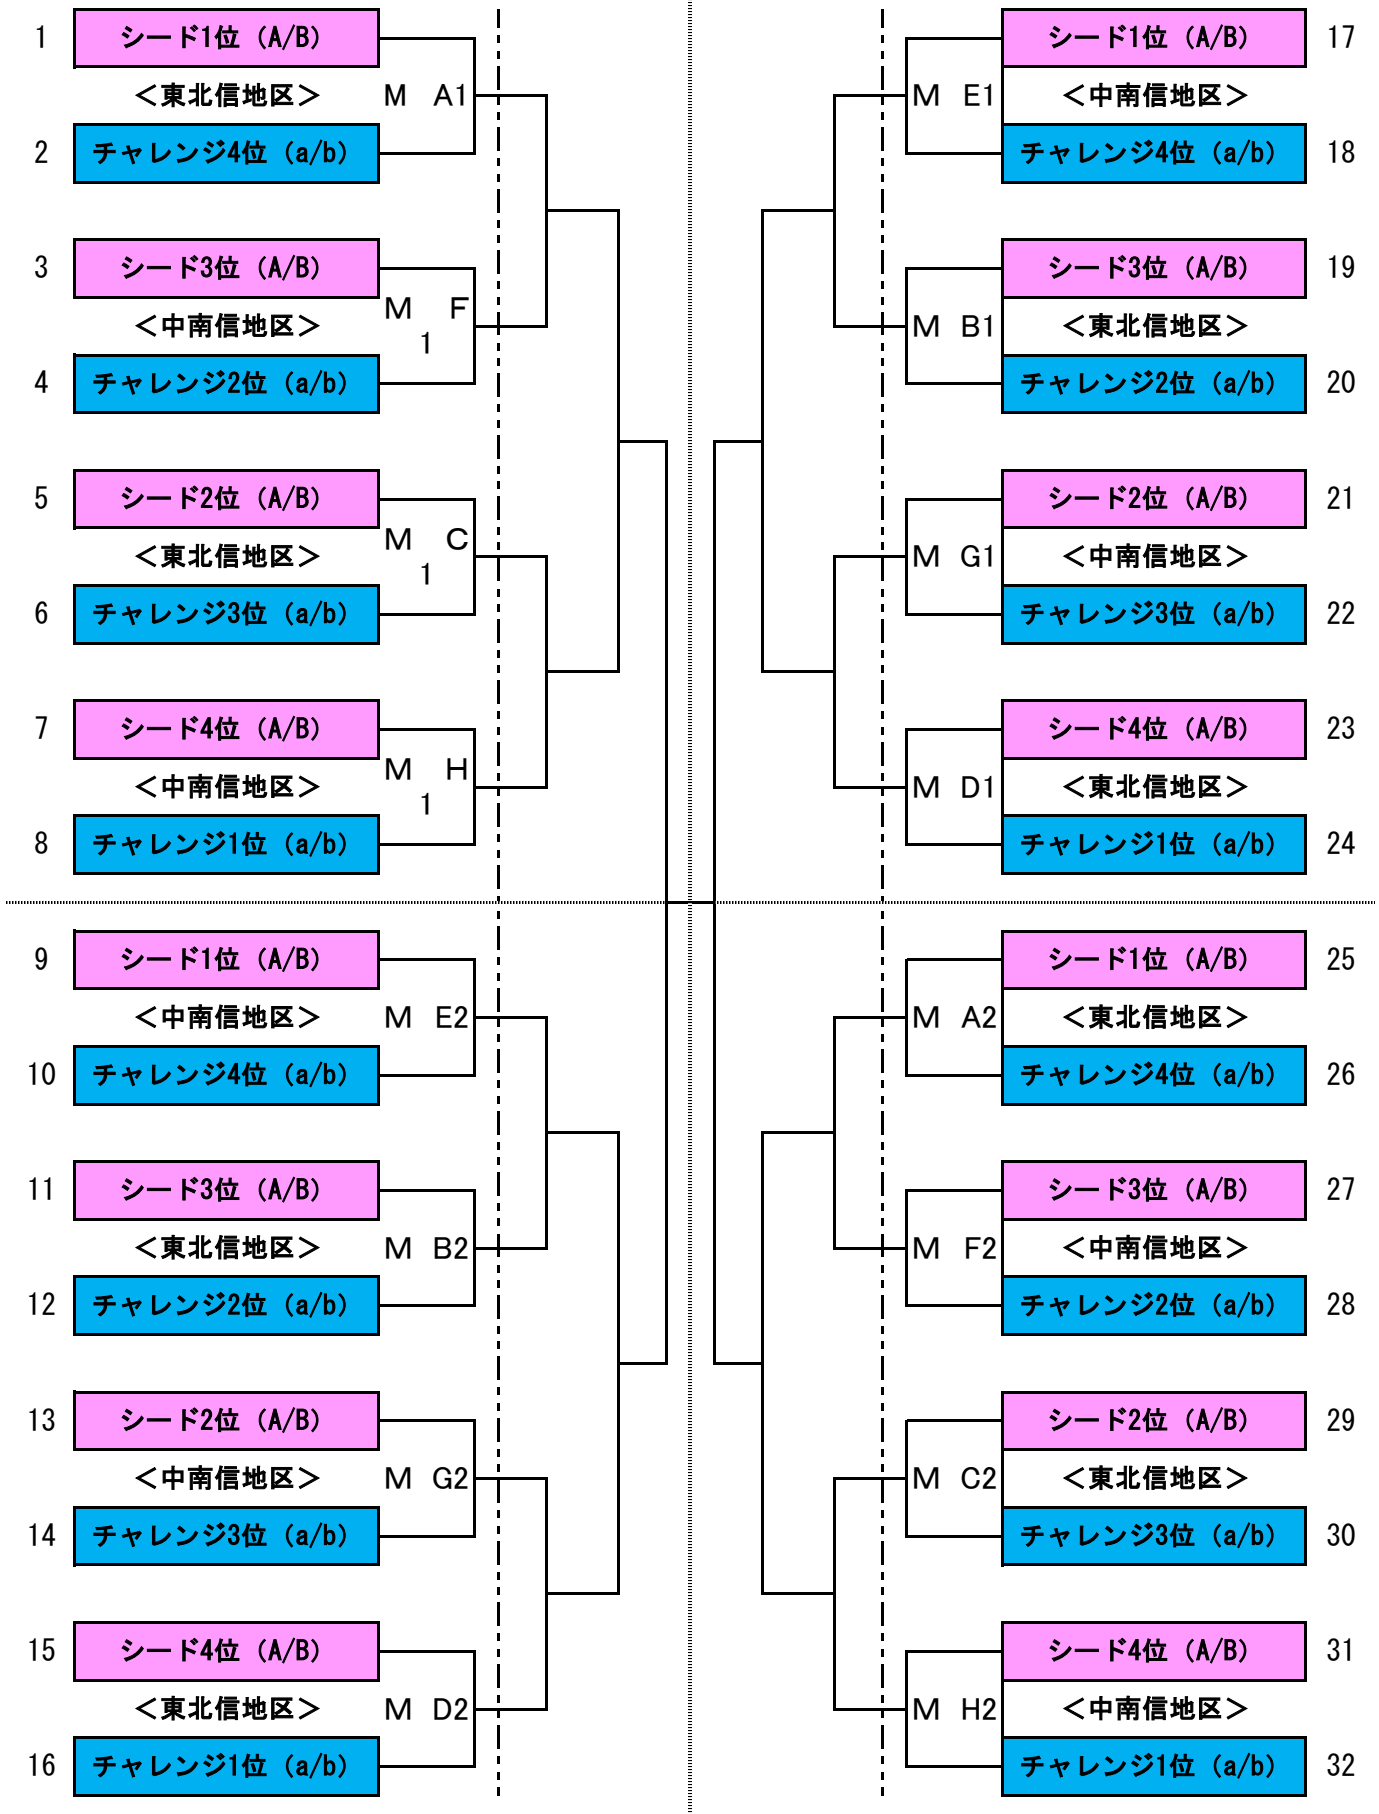 1 シード1位（A/B）
＜東北信地区＞ M A1
2 チャレンジ4位（a/b）
3 シード3位（A/B）
＜中南信地区＞ M F
1
4 チャレンジ2位（a/b）
5 シード2位（A/B）
＜東北信地区＞ M C
1
6 チャレンジ3位（a/b）
7 シード4位（A/B）
＜中南信地区＞ M H
1
8 チャレンジ1位（a/b）
9 シード1位（A/B）
＜中南信地区＞ M E2
10 チャレンジ4位（a/b）
11 シード3位（A/B）
＜東北信地区＞ M B2
12 チャレンジ2位（a/b）
13 シード2位（A/B）
＜中南信地区＞ M G2
14 チャレンジ3位（a/b）
15 シード4位（A/B）
＜東北信地区＞ M D2
16 チャレンジ1位（a/b）
シード1位（A/B） 17
M E1 ＜中南信地区＞
チャレンジ4位（a/b） 18
シード3位（A/B） 19
M B1 ＜東北信地区＞
チャレンジ2位（a/b） 20
シード2位（A/B） 21
M G1 ＜中南信地区＞
チャレンジ3位（a/b） 22
シード4位（A/B） 23
M D1 ＜東北信地区＞
チャレンジ1位（a/b） 24
シード1位（A/B） 25
M A2 ＜東北信地区＞
チャレンジ4位（a/b） 26
シード3位（A/B） 27
M F2 ＜中南信地区＞
チャレンジ2位（a/b） 28
シード2位（A/B） 29
M C2 ＜東北信地区＞
チャレンジ3位（a/b） 30
シード4位（A/B） 31
M H2 ＜中南信地区＞
チャレンジ1位（a/b） 32